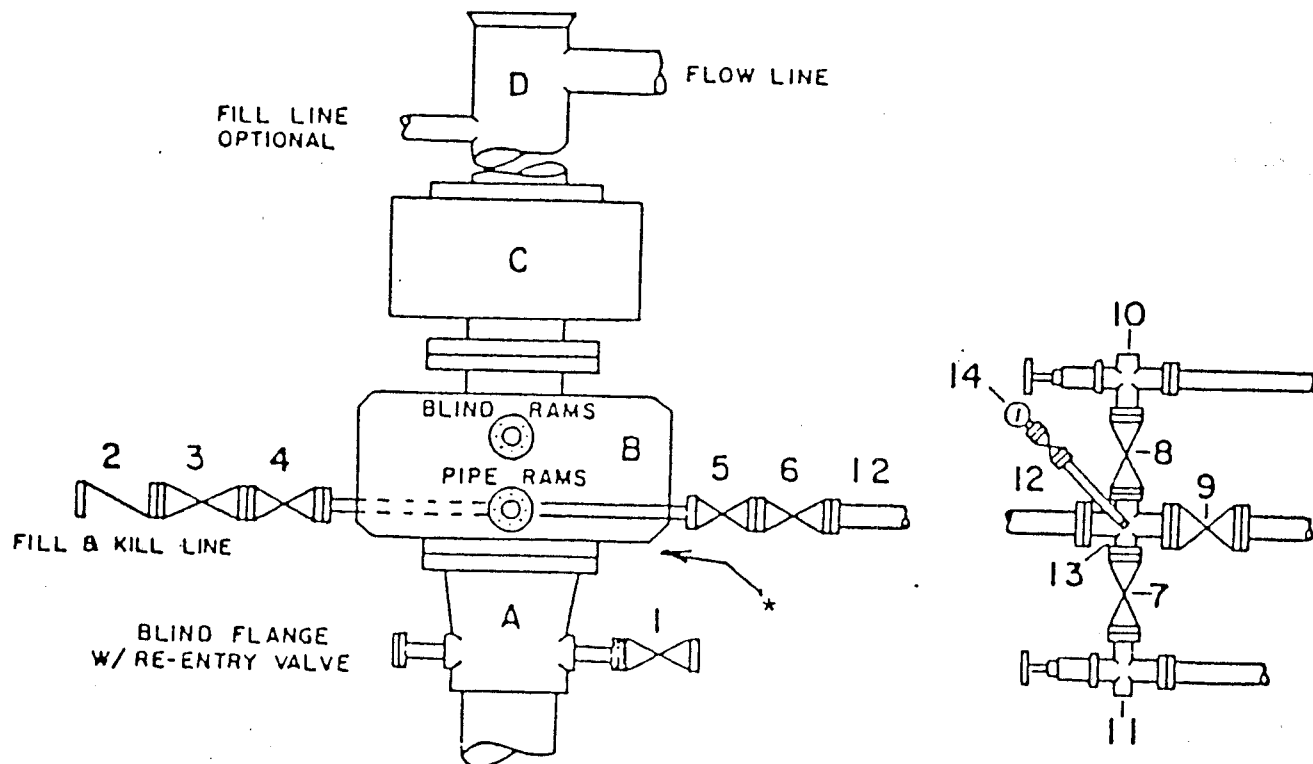 D
FLOW LINE
FILL LINE
OPTIONAL
C
BLIND RAMS
B
PIPE RAMS
2 3 4
5 6 12
FILL & KILL LINE
*
A
1
BLIND FLANGE
W/ RE-ENTRY VALVE
10
14
1
8
12
9
13
7
11